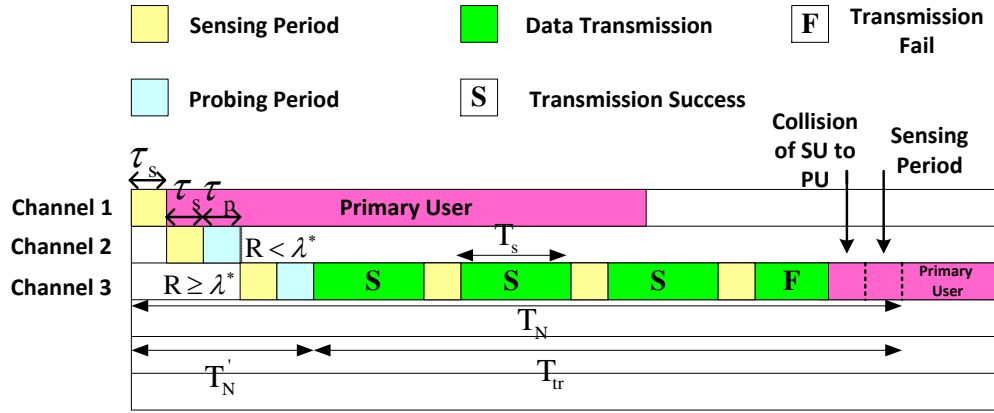 Sensing Period
Data Transmission
F
Transmission Fail
Probing Period
S
Transmission Success
Collision of SU to PU
Sensing Period
τs
τs τp
Channel 1
Primary User
Channel 2
R < λ*
Ts
Channel 3
R ≥ λ*
S
S
S
F
Primary User
TN
T'N
Ttr